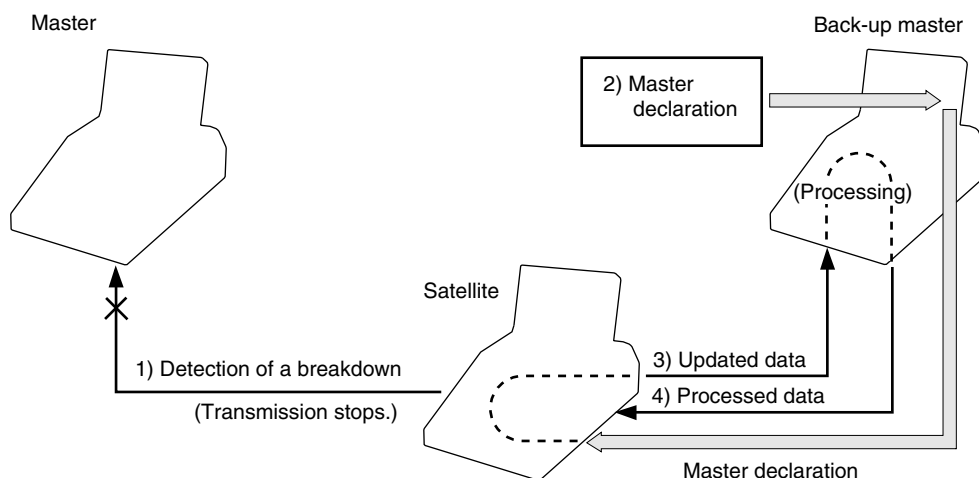 Master
Back-up master
2) Master
declaration
(Processing)
Satellite
1) Detection of a breakdown
(Transmission stops.)
3) Updated data
4) Processed data
Master declaration